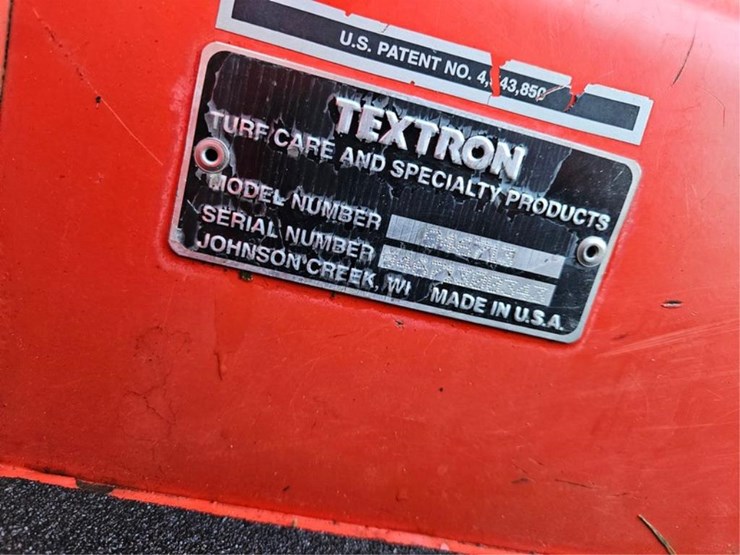 U.S. PATENT NO.
TEXTRON
TURF CARE AND SPECIALTY PRODUCTS
MODEL NUMBER
SERIAL NUMBER
JOHNSON CREEK, WI MADE IN U.S.A.